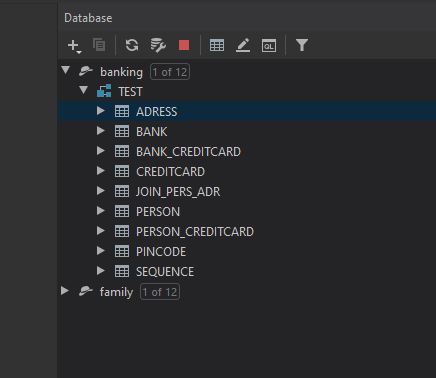 Database
QL
banking 1 of 12
TEST
ADRESS
BANK
BANK_CREDITCARD
CREDITCARD
JOIN_PERS_ADR
PERSON
PERSON_CREDITCARD
PINCODE
SEQUENCE
family 1 of 12